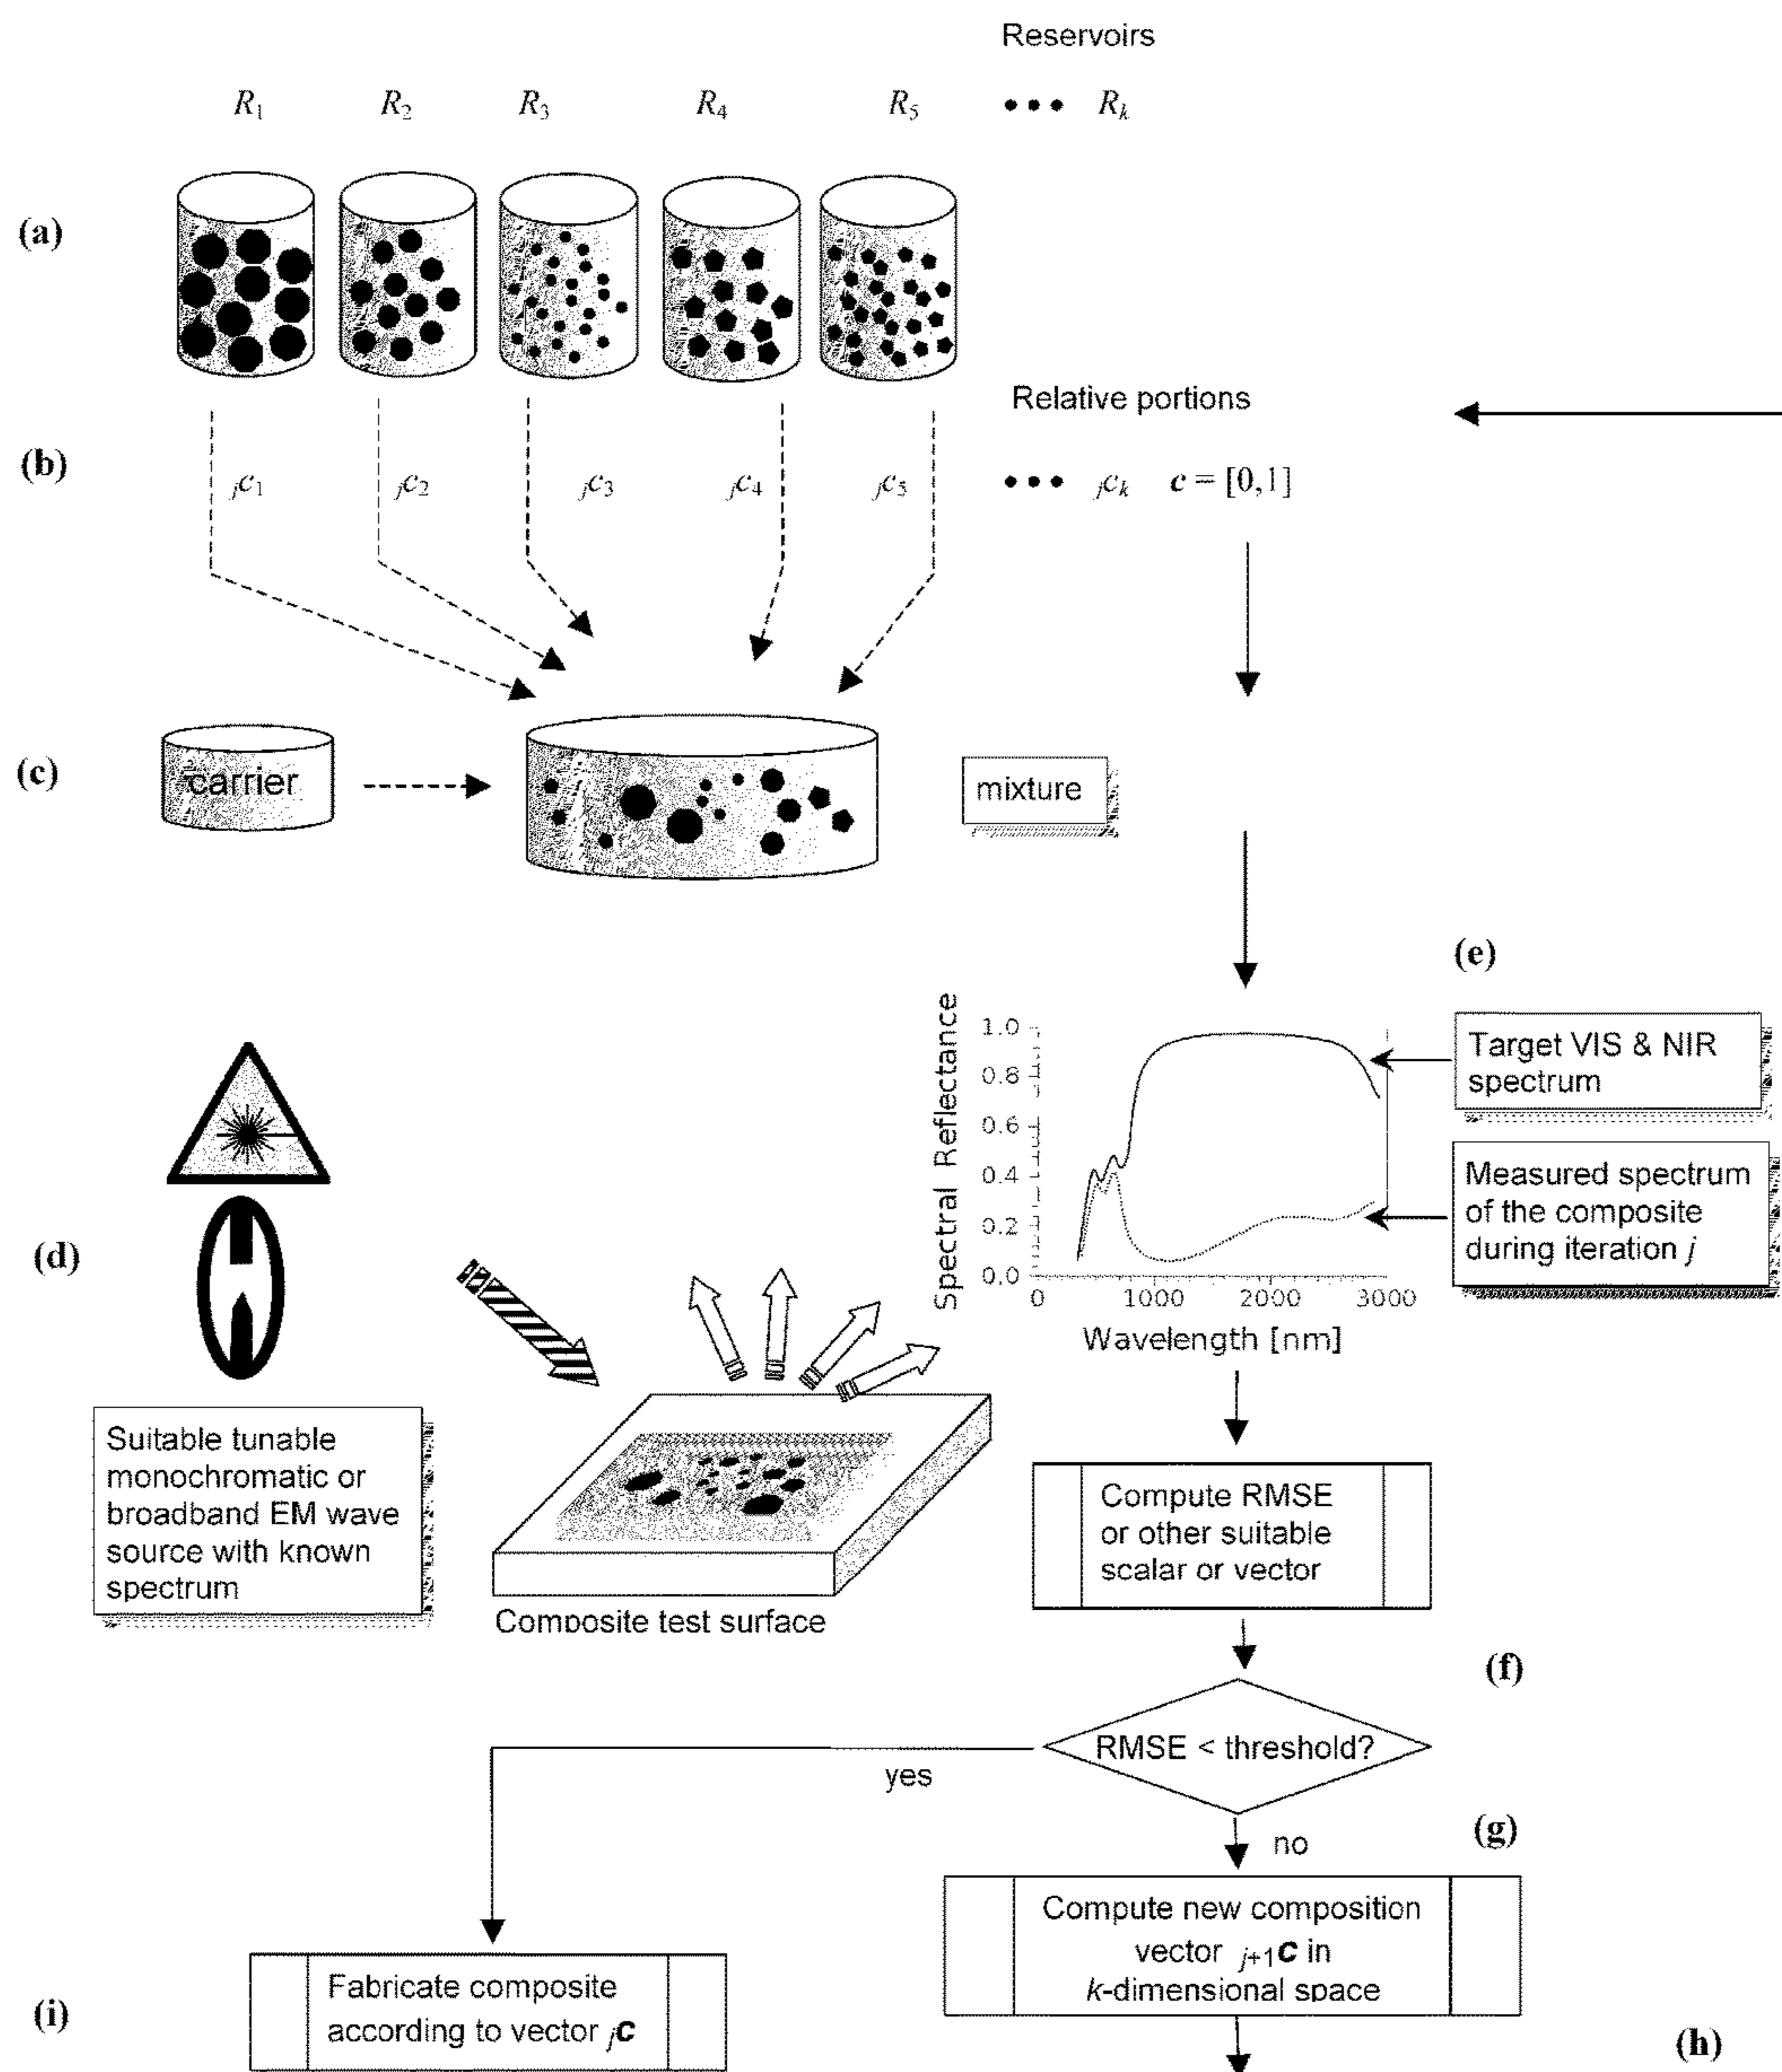 Reservoirs
R₁ R₂ R₃ R₄ R₅ ••• Rₖ
(a)
Relative portions
(b)
ⱼc₁ ⱼc₂ ⱼc₃ ⱼc₄ ⱼc₅ ••• ⱼcₖ c = [0,1]
(c)
carrier
mixture
(e)
Spectral Reflectance
1.0
0.8
0.6
0.4
0.2
0.0
0 1000 2000 3000
Wavelength [nm]
Target VIS & NIR
spectrum
Measured spectrum
of the composite
during iteration j
(d)
Suitable tunable
monochromatic or
broadband EM wave
source with known
spectrum
Composite test surface
Compute RMSE
or other suitable
scalar or vector
(f)
RMSE < threshold?
yes
no
(g)
Compute new composition
vector ⱼ₊₁c in
k-dimensional space
(i)
Fabricate composite
according to vector ⱼc
(h)